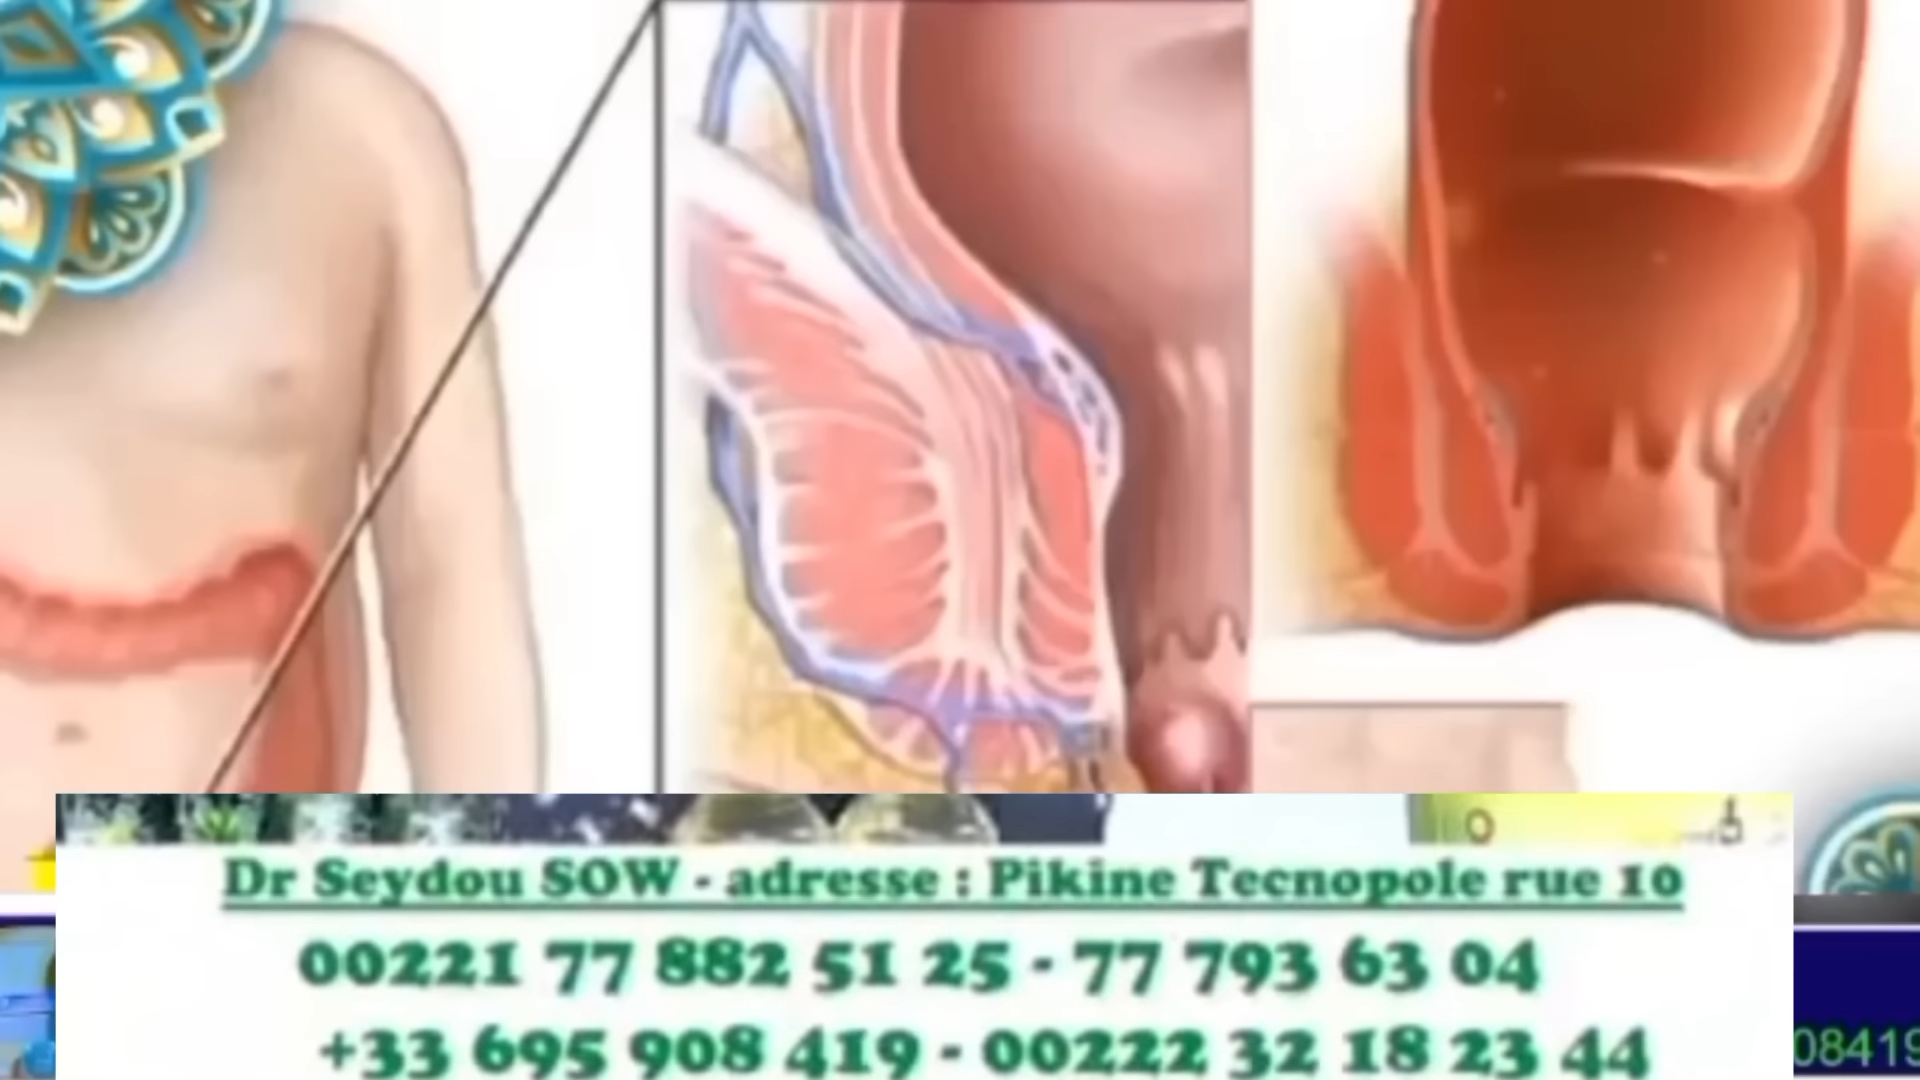 Dr Seydou SOW - adresse : Pikine Tecnopole rue 10
00221 77 882 51 25 - 77 793 63 04
+33 695 908 419 - 00222 32 18 23 44
08419